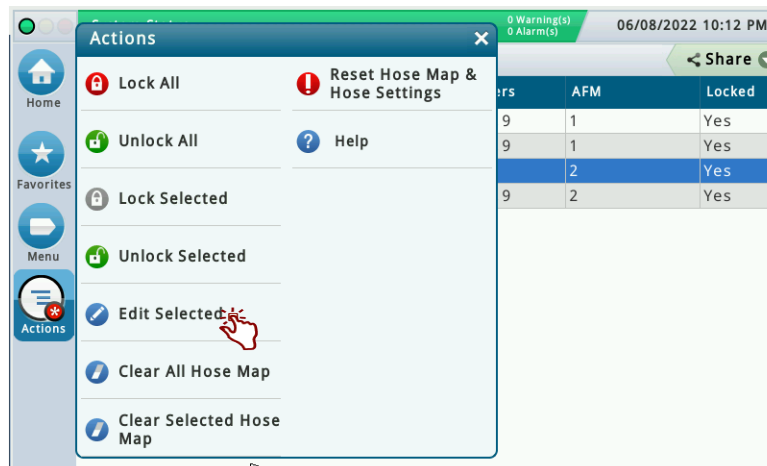 0 Warning(s)
0 Alarm(s)
06/08/2022 10:12 PM
Actions
Share
Home
Favorites
Menu
Actions
Lock All
Unlock All
Lock Selected
Unlock Selected
Edit Selected
Clear All Hose Map
Clear Selected Hose
Map
Reset Hose Map &
Hose Settings
Help
AFM Locked
9 1 Yes
9 1 Yes
2 Yes
9 2 Yes